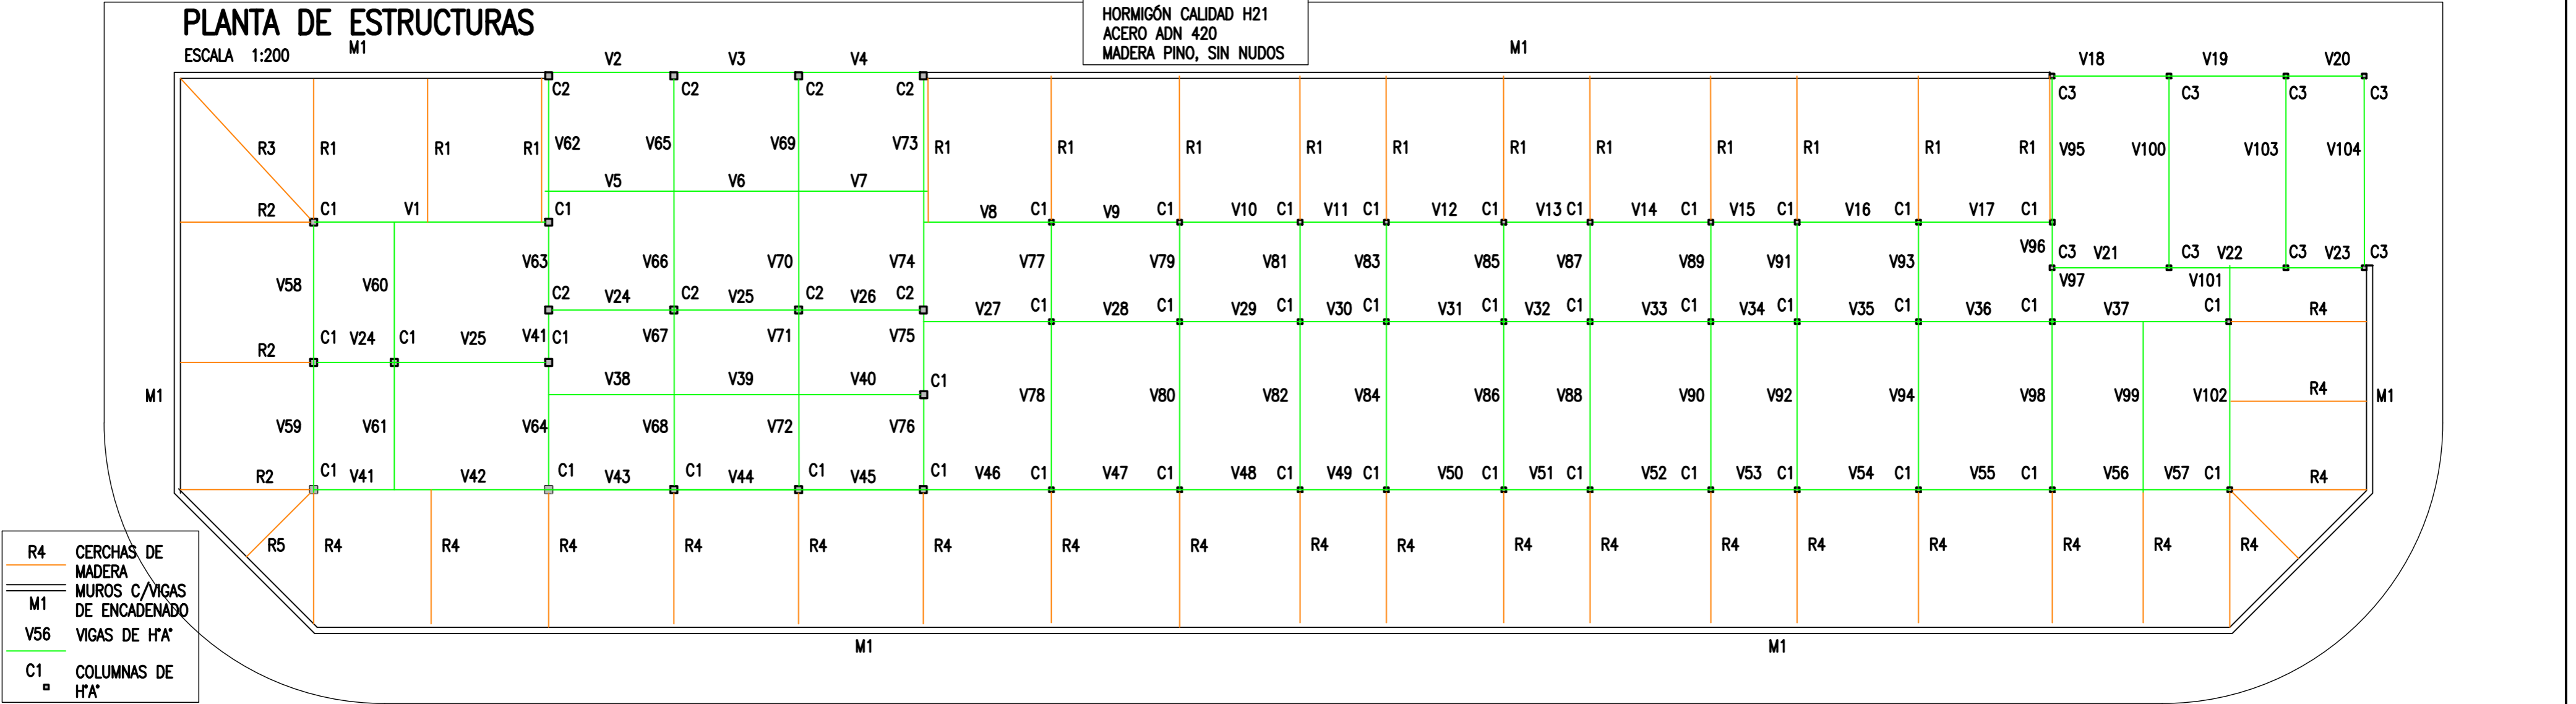 PLANTA DE ESTRUCTURAS
ESCALA 1:200
M1
HORMIGÓN CALIDAD H21
ACERO ADN 420
MADERA PINO, SIN NUDOS
M1
V2 V3 V4
V18 V19 V20
C2 C2 C2 C2
C3 C3 C3 C3
R3 R1 R1 R1 V62 V65 V69 V73 R1 R1 R1 R1 R1 R1 R1 R1 R1 R1 R1 V95 V100 V103 V104
V5 V6 V7
R2 C1 V1 C1 V8 C1 V9 C1 V10 C1 V11 C1 V12 C1 V13 C1 V14 C1 V15 C1 V16 C1 V17 C1
V96 C3 V21 C3 V22 C3 V23 C3
V58 V60 V63 V66 V70 V74 V77 V79 V81 V83 V85 V87 V89 V91 V93
V97 V101
C2 V24 C2 V25 C2 V26 C2
V27 C1 V28 C1 V29 C1 V30 C1 V31 C1 V32 C1 V33 C1 V34 C1 V35 C1 V36 C1 V37 C1 R4
R2 C1 V24 C1 V25 V41 C1 V67 V71 V75
V38 V39 V40 C1
M1 V78 V80 V82 V84 V86 V88 V90 V92 V94 V98 V99 V102 R4 M1
V59 V61 V64 V68 V72 V76
R2 C1 V41 V42 C1 V43 C1 V44 C1 V45 C1 V46 C1 V47 C1 V48 C1 V49 C1 V50 C1 V51 C1 V52 C1 V53 C1 V54 C1 V55 C1 V56 V57 C1 R4
R5 R4 R4 R4 R4 R4 R4 R4 R4 R4 R4 R4 R4 R4 R4 R4 R4 R4 R4
M1 M1
R4 CERCHAS DE
MADERA
MUROS C/VIGAS
M1 DE ENCADENADO
V56 VIGAS DE H°A°
C1 COLUMNAS DE
H°A°